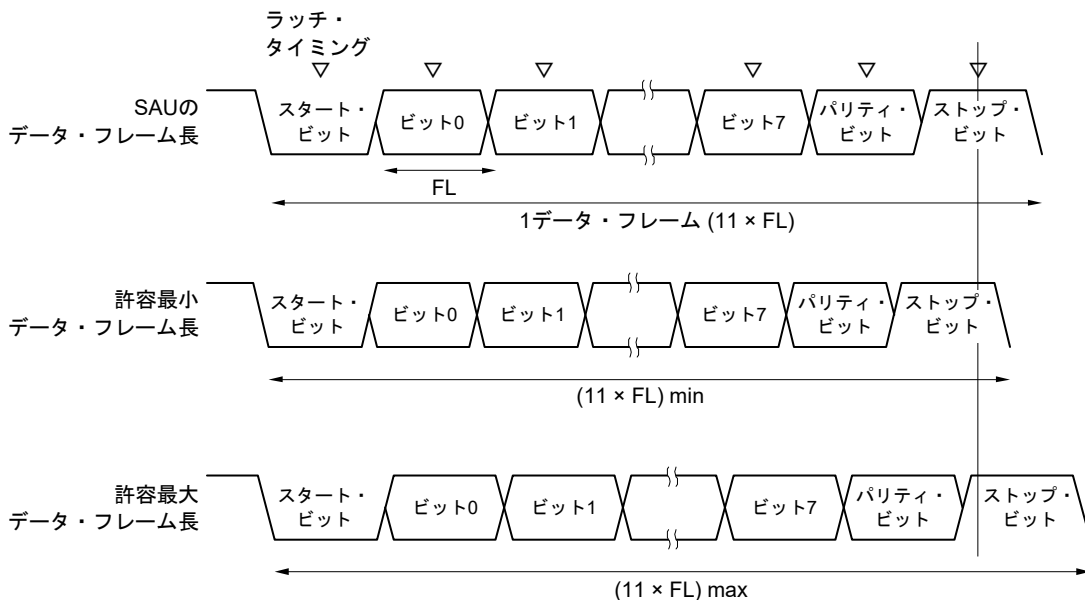 ラッチ・
タイミング
SAUの
データ・フレーム長
スタート・
ビット
ビット0
ビット1
ビット7
パリティ・
ビット
ストップ・
ビット
FL
1データ・フレーム (11 × FL)
許容最小
データ・フレーム長
スタート・
ビット
ビット0
ビット1
ビット7
パリティ・
ビット
ストップ・
ビット
(11 × FL) min
許容最大
データ・フレーム長
スタート・
ビット
ビット0
ビット1
ビット7
パリティ・
ビット
ストップ・
ビット
(11 × FL) max